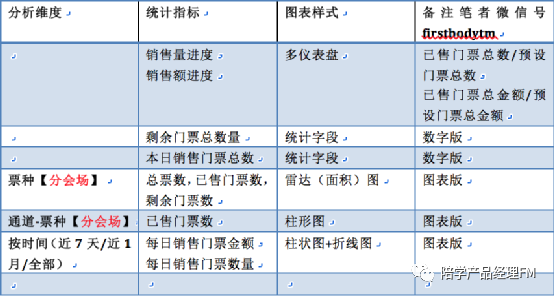 分析维度 统计指标 图表样式 备注笔者微信号
firstbodytm
销售量进度 多仪表盘 已售门票总数/预设
销售额进度 门票总数
已售门票总金额/预
设门票总金额
剩余门票总数量 统计字段 数字版
本日销售门票总数 统计字段 数字版
票种【分会场】 总票数，已售门票数， 雷达（面积）图 图表版
剩余门票数
通道-票种【分会场】 已售门票数 柱形图 图表版
按时间（近 7 天/近 1 每日销售门票金额 柱状图+折线图 图表版
月/全部） 每日销售门票数量
陪学产品经理FM